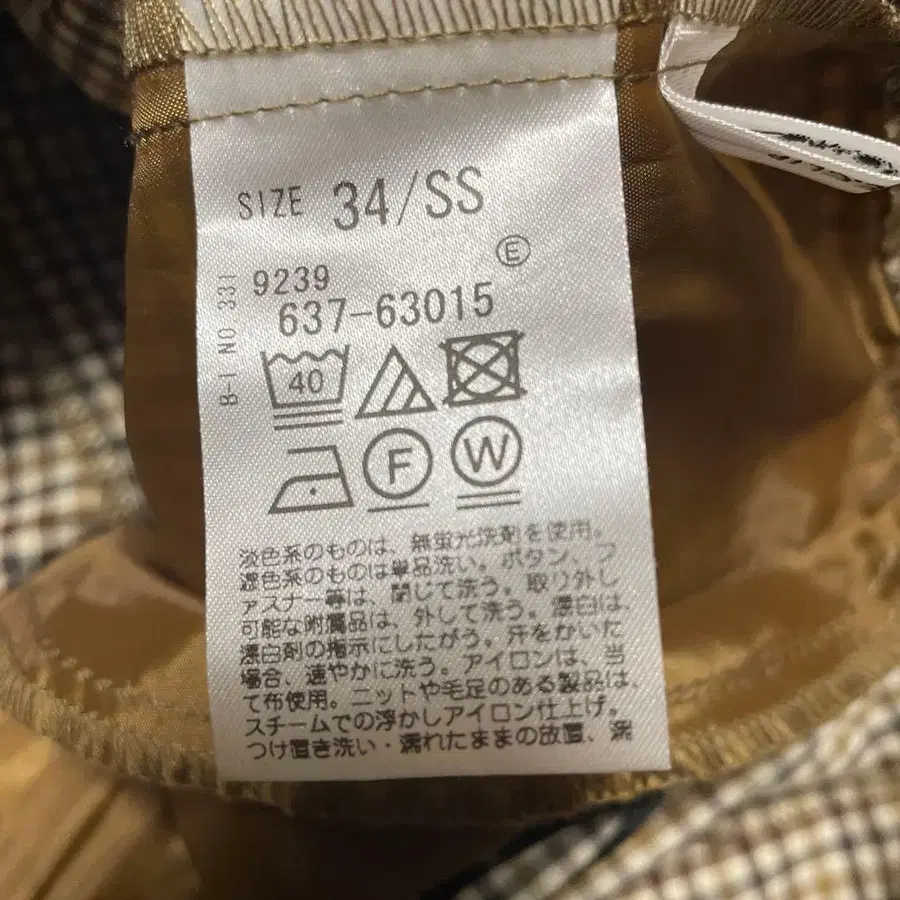 SIZE 34/SS
Ⓔ
B-I NO 331
9239
637-63015
40
F W
淡色系のものは、無蛍光洗剤を使用。
濃色系のものは単品洗い。ボタン、フ
ァスナー等は、閉じて洗う。取り外し
可能な附属品は、外して洗う。漂白は、
漂白剤の指示にしたがう。汗をかいた
場合、速やかに洗う。アイロンは、当
て布使用。ニットや毛足のある製品は、
スチームでの浮かしアイロン仕上げ。
つけ置き洗い・濡れたままの放置、濡